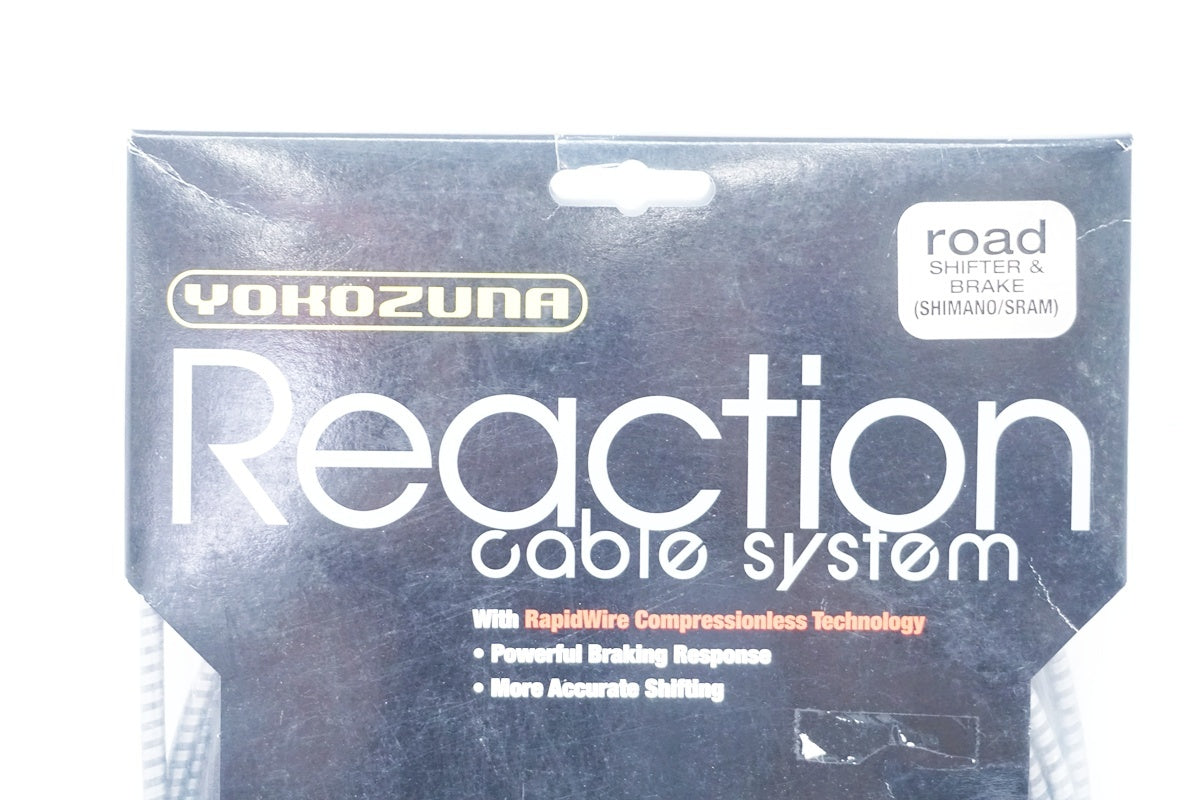 road
SHIFTER &
BRAKE
(SHIMANO/SRAM)
YOKOZUNA
Reaction
cable system
With RapidWire Compressionless Technology
• Powerful Braking Response
• More Accurate Shifting